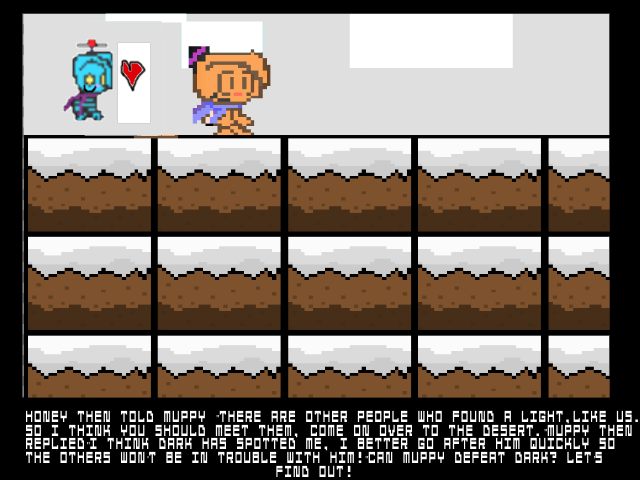 HONEY THEN TOLD MUPPY -THERE ARE OTHER PEOPLE WHO FOUND A LIGHT,LIKE US.
SO I THINK YOU SHOULD MEET THEM, COME ON OVER TO THE DESERT.-MUPPY THEN
REPLIED-I THINK DARK HAS SPOTTED ME, I BETTER GO AFTER HIM QUICKLY SO
THE OTHERS WON'T BE IN TROUBLE WITH HIM!-CAN MUPPY DEFEAT DARK? LETS
FIND OUT!